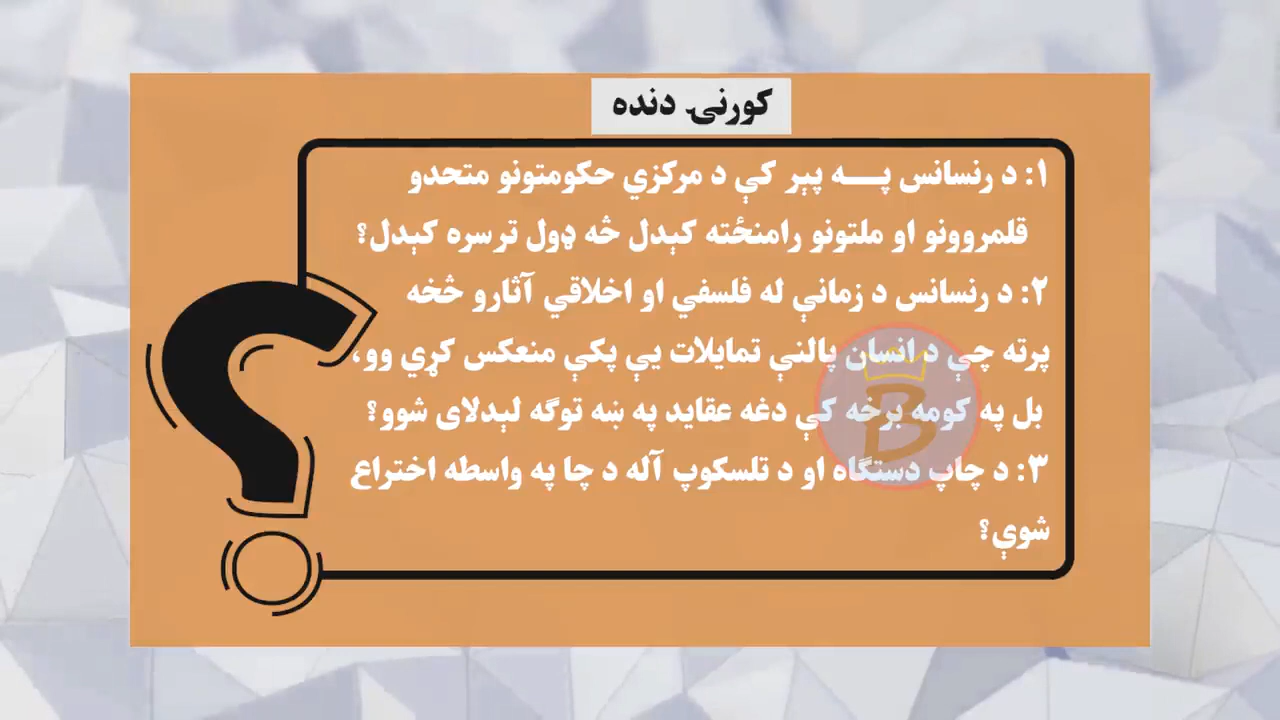 کورنۍ دنده
۱: د رنسانس پـــه پېر کې د مرکزي حکومتونو متحدو
قلمروونو او ملتونو رامنځته کېدل څه ډول ترسره کېدل؟
۲: د رنسانس د زمانې له فلسفي او اخلاقي آثارو څخه
پرته چې د انسان پالنې تمایلات یې پکې منعکس کړي وو،
بل په کومه برخه کې دغه عقاید په ښه توګه لېدلای شوو؟
۳: د چاپ دستګاه او د تلسکوپ آله د چا په واسطه اختراع
شوې؟
B